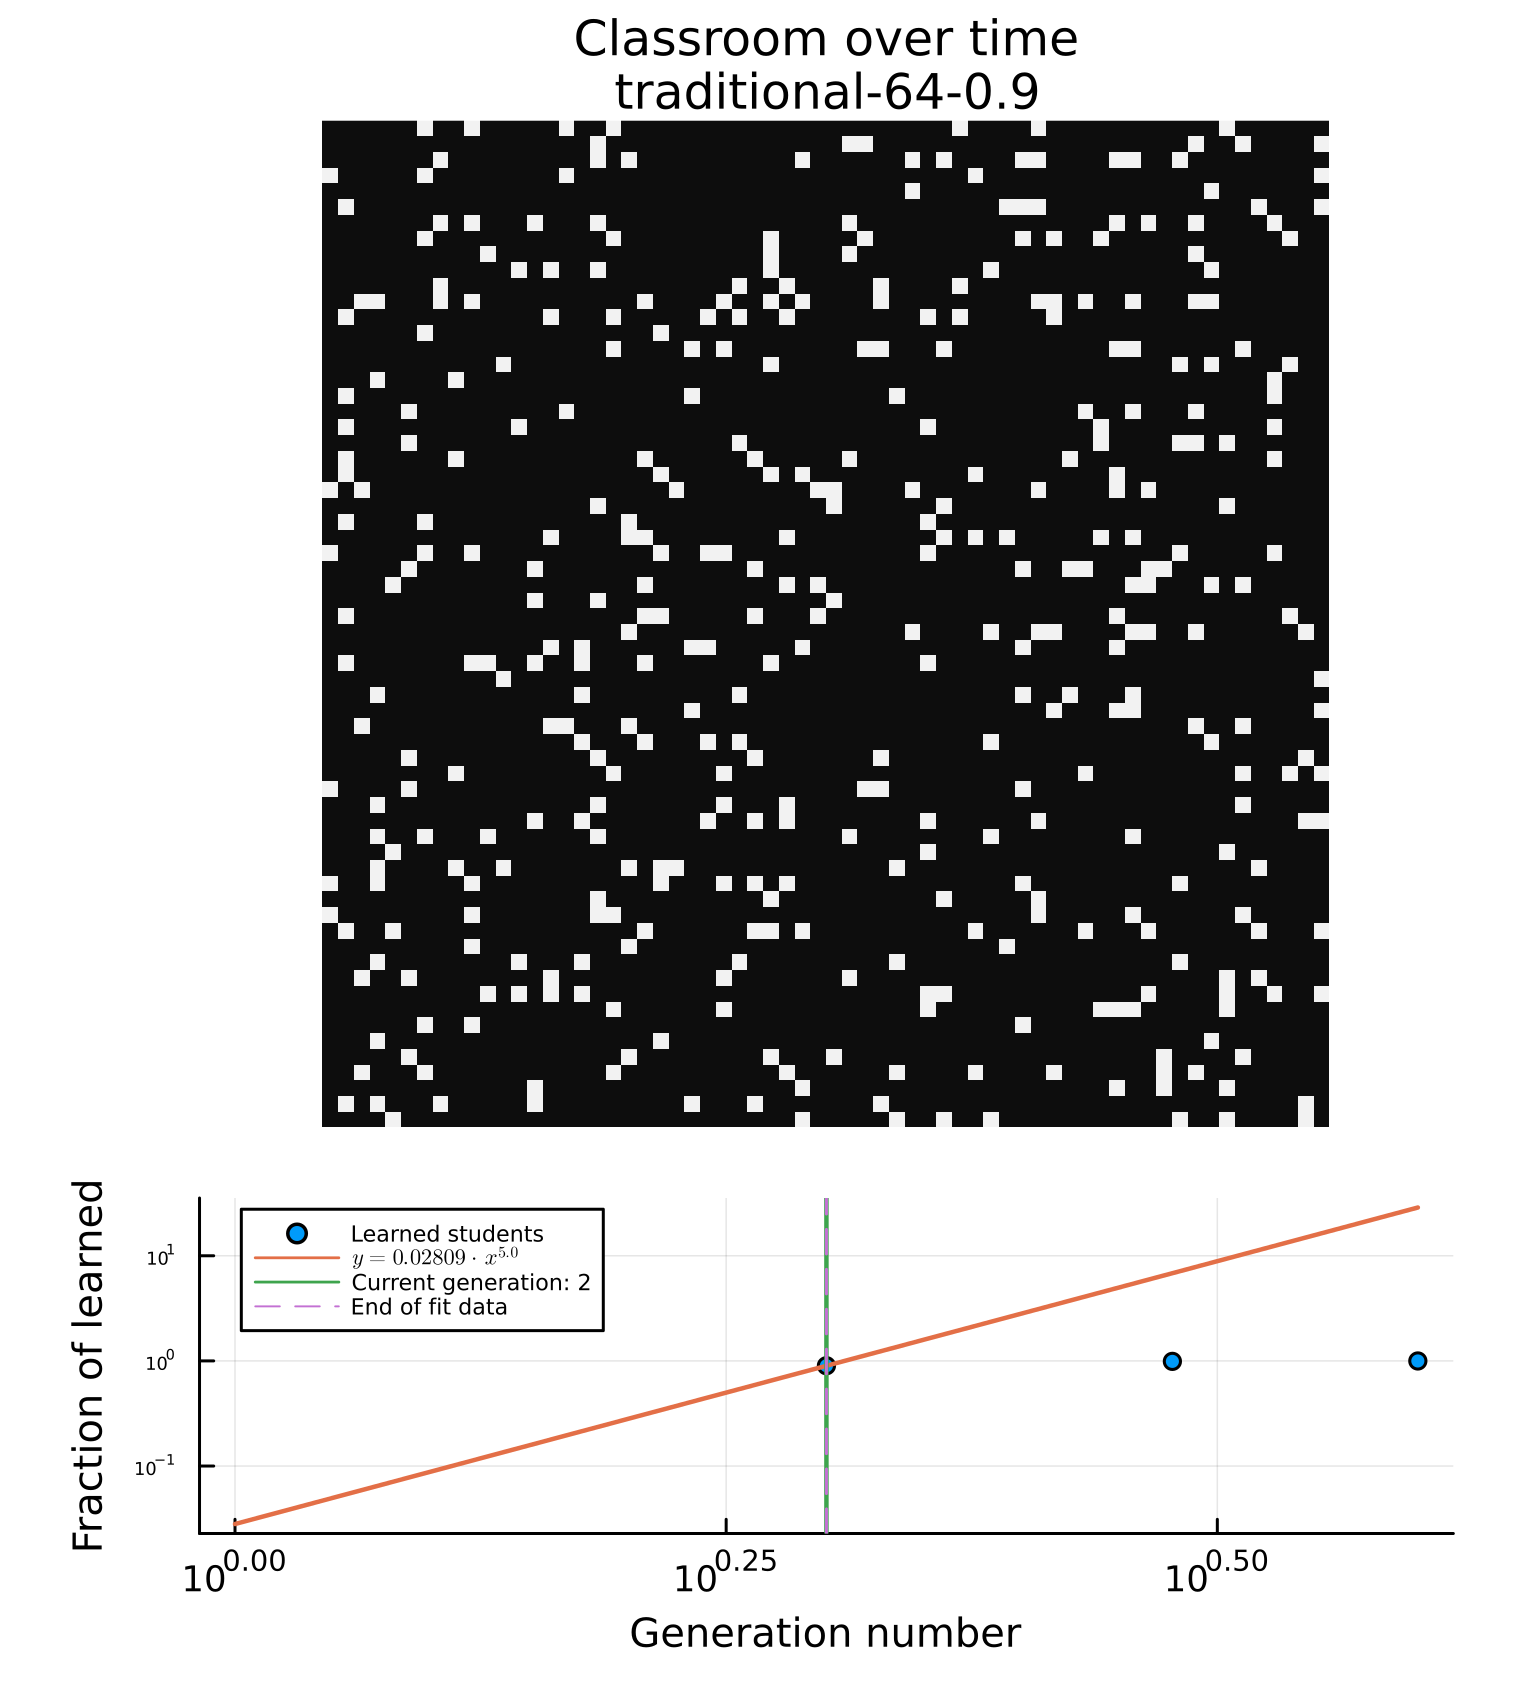 Classroom over time
traditional-64-0.9
Fraction of learned
10^1
10^0
10^−1
Learned students
y = 0.02809 · x^5.0
Current generation: 2
End of fit data
10^0.00
10^0.25
10^0.50
Generation number